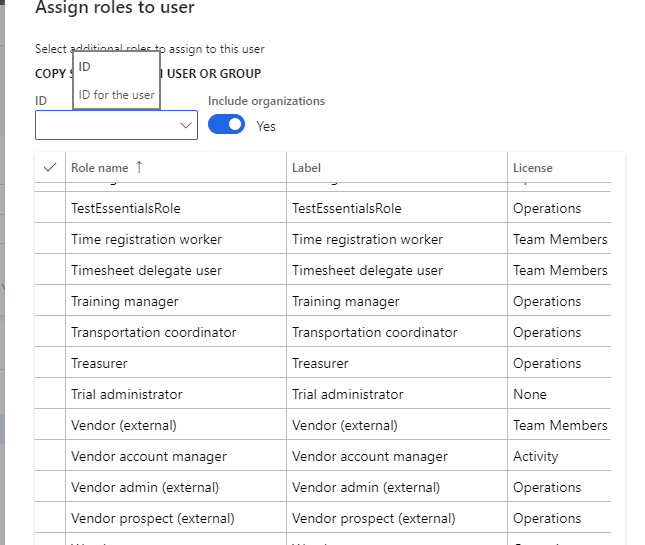 Assign roles to user
Select additional roles to assign to this user
COPY S USER OR GROUP
ID
ID for the user
ID Include organizations
Yes
Role name ↑ Label License
TestEssentialsRole TestEssentialsRole Operations
Time registration worker Time registration worker Team Members
Timesheet delegate user Timesheet delegate user Team Members
Training manager Training manager Operations
Transportation coordinator Transportation coordinator Operations
Treasurer Treasurer Operations
Trial administrator Trial administrator None
Vendor (external) Vendor (external) Team Members
Vendor account manager Vendor account manager Activity
Vendor admin (external) Vendor admin (external) Operations
Vendor prospect (external) Vendor prospect (external) Operations